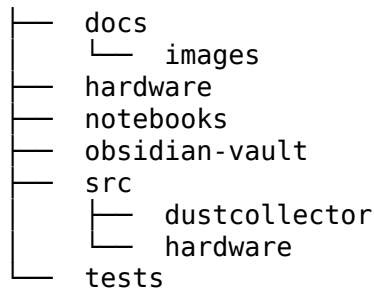 ├── docs
│   └── images
├── hardware
├── notebooks
├── obsidian-vault
├── src
│   ├── dustcollector
│   └── hardware
└── tests